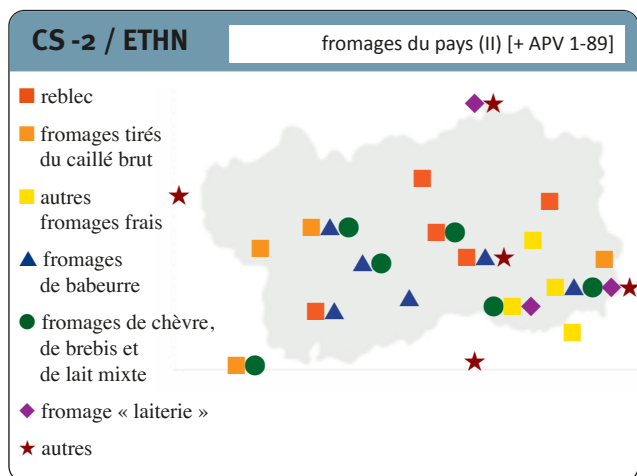 CS -2 / ETHN
fromages du pays (II) [+ APV 1-89]
reblec
fromages tirés
du caillé brut
autres
fromages frais
fromages
de babeurre
fromages de chèvre,
de brebis et
de lait mixte
fromage « laiterie »
autres